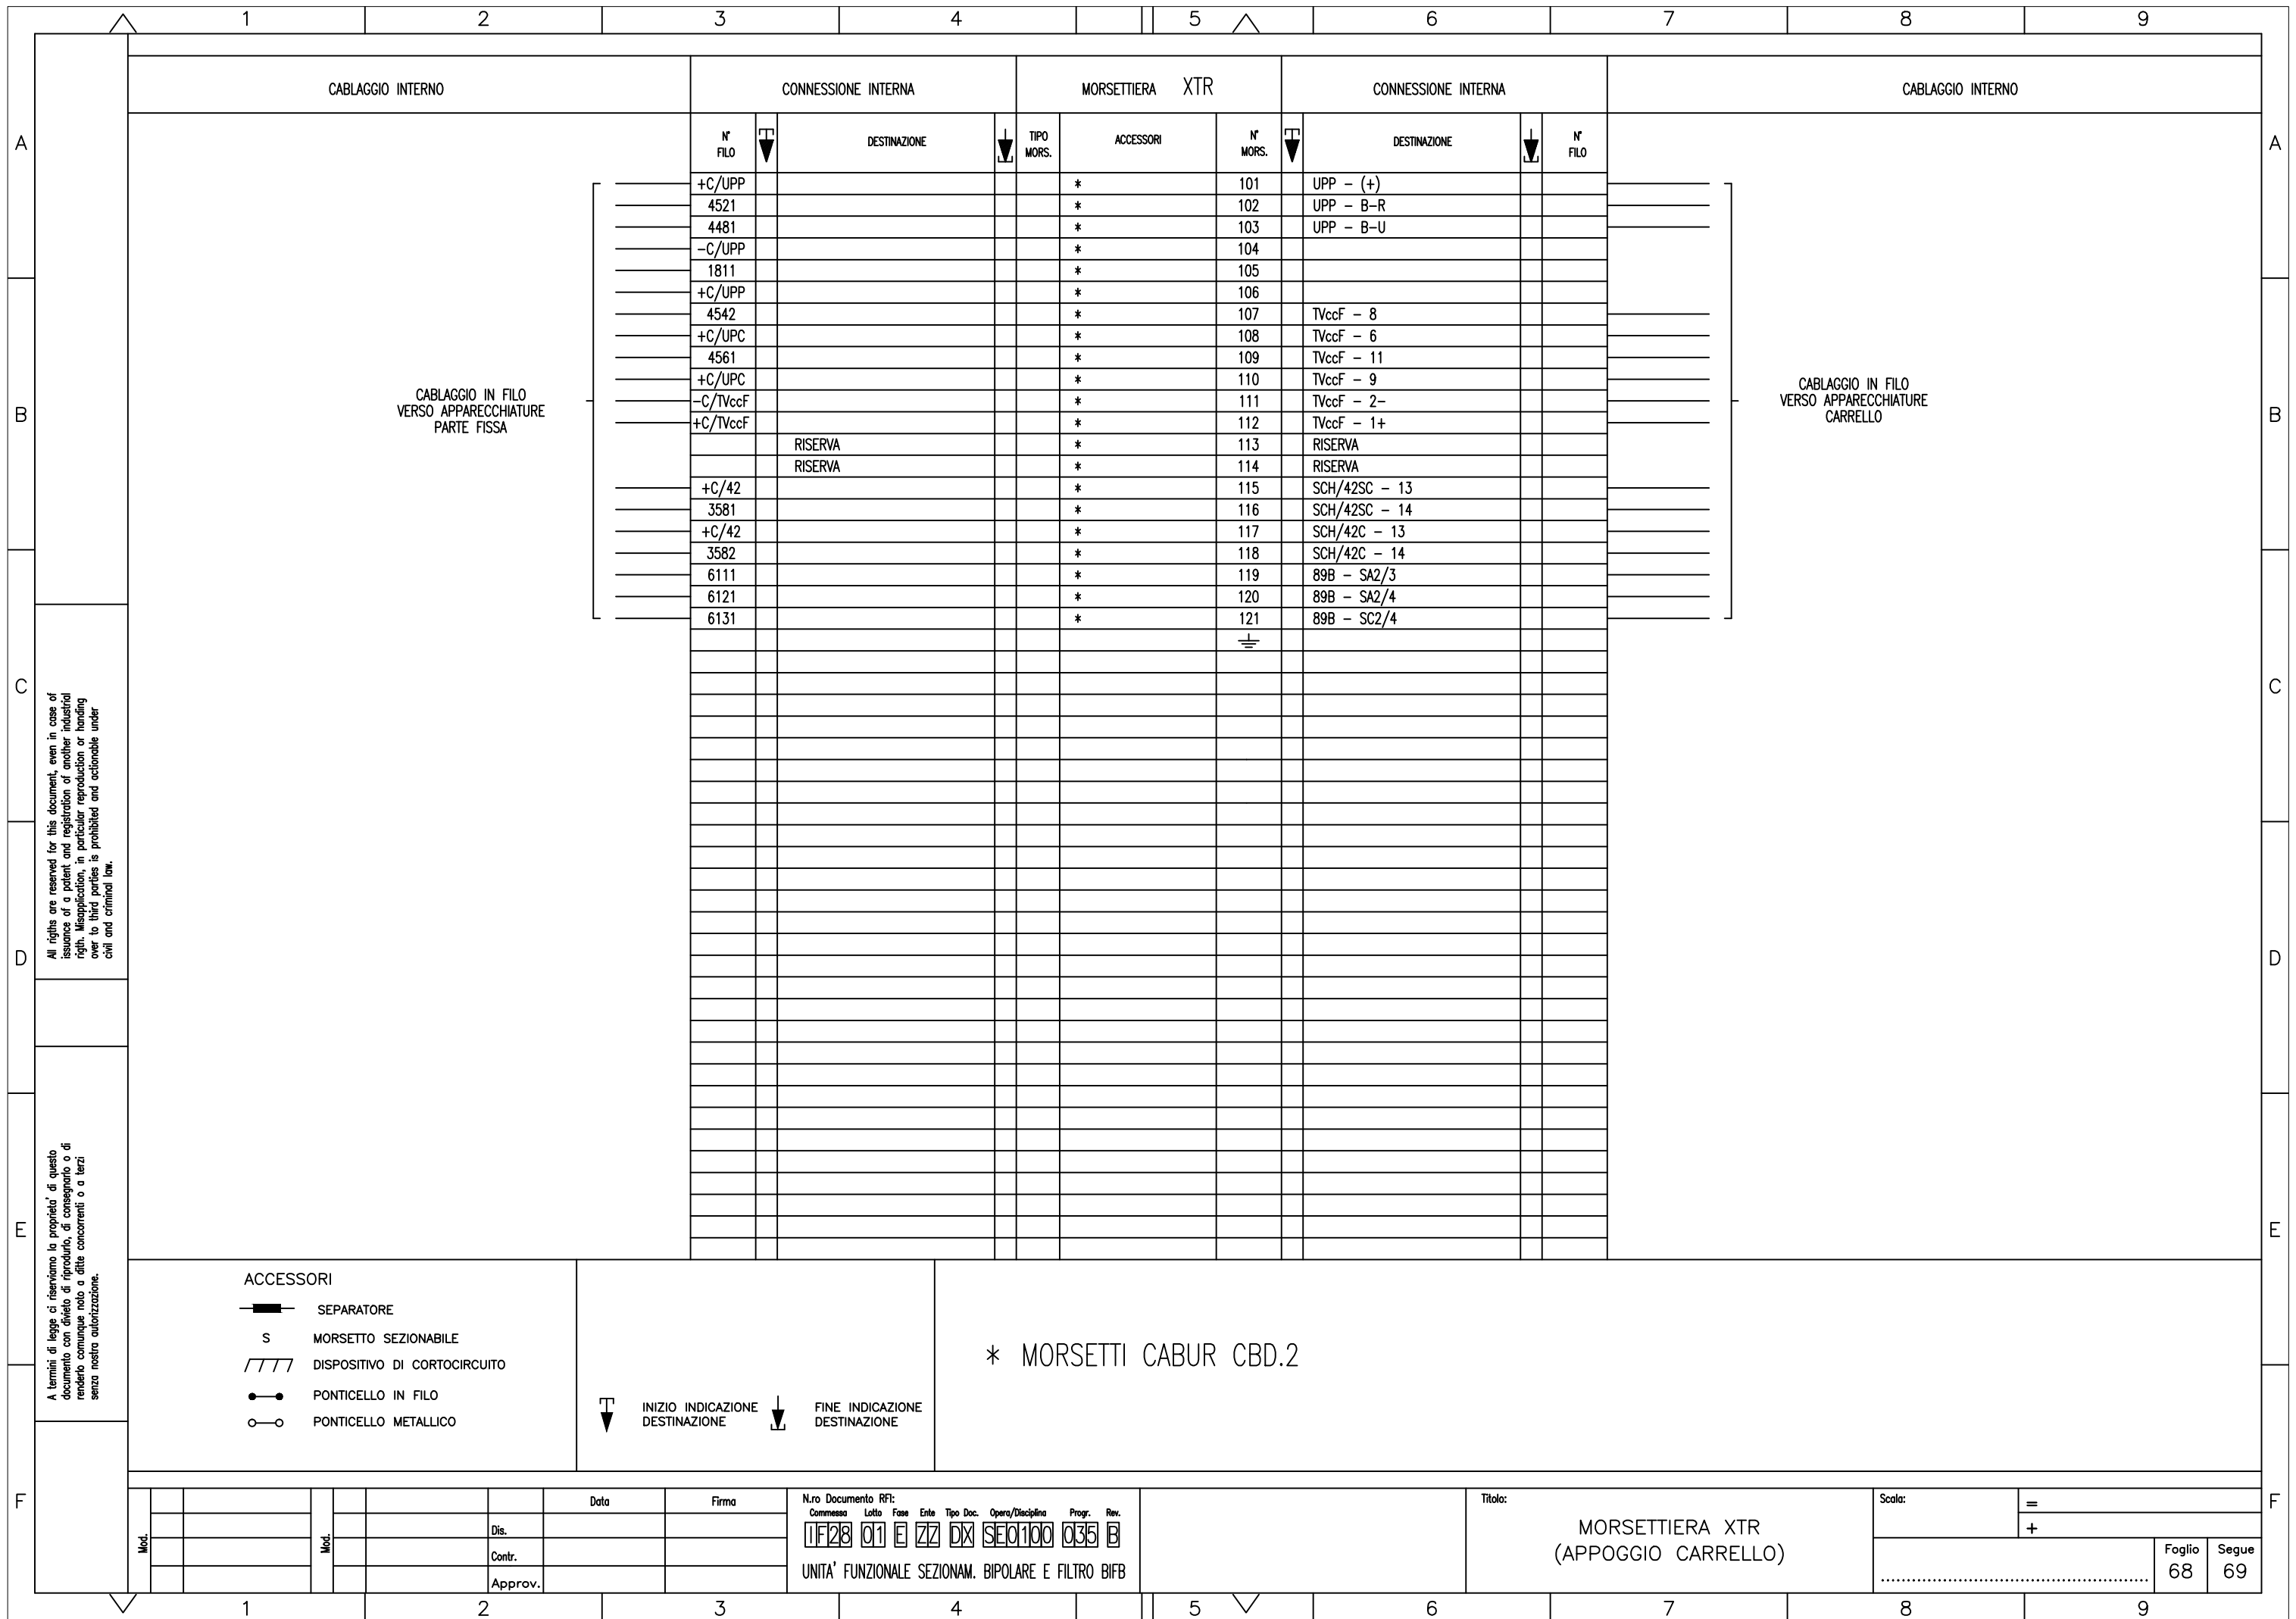 1 2 3 4 5 6 7 8 9
CABLAGGIO INTERNO CONNESSIONE INTERNA MORSETTIERA XTR CONNESSIONE INTERNA CABLAGGIO INTERNO
N° FILO DESTINAZIONE TIPO MORS. ACCESSORI N° MORS. DESTINAZIONE N° FILO
+C/UPP * 101 UPP - (+)
4521 * 102 UPP - B-R
4481 * 103 UPP - B-U
-C/UPP * 104
1811 * 105
+C/UPP * 106
4542 * 107 TVccF - 8
+C/UPC * 108 TVccF - 6
4561 * 109 TVccF - 11
+C/UPC * 110 TVccF - 9
-C/TVccF * 111 TVccF - 2-
+C/TVccF * 112 TVccF - 1+
RISERVA * 113 RISERVA
RISERVA * 114 RISERVA
+C/42 * 115 SCH/42SC - 13
3581 * 116 SCH/42SC - 14
+C/42 * 117 SCH/42C - 13
3582 * 118 SCH/42C - 14
6111 * 119 89B - SA2/3
6121 * 120 89B - SA2/4
6131 * 121 89B - SC2/4
CABLAGGIO IN FILO
VERSO APPARECCHIATURE
PARTE FISSA
CABLAGGIO IN FILO
VERSO APPARECCHIATURE
CARRELLO
A A
B B
C C
D D
E E
F F
All rigths are reserved for this document, even in case of
issuance of a patent and registration of another industrial
rigth. Misapplication, in particular reproduction or handing
over to third parties is prohibited and actionable under
civil and criminal law.
A termini di legge ci riserviamo la proprieta' di questo
documento con divieto di riprodurlo, di consegnarlo o di
renderlo comunque noto a ditte concorrenti o a terzi
senza nostra autorizzazione.
ACCESSORI
SEPARATORE
S MORSETTO SEZIONABILE
DISPOSITIVO DI CORTOCIRCUITO
PONTICELLO IN FILO
PONTICELLO METALLICO
INIZIO INDICAZIONE
DESTINAZIONE
FINE INDICAZIONE
DESTINAZIONE
* MORSETTI CABUR CBD.2
Mod. Mod.
Data Firma
Dis.
Contr.
Approv.
N.ro Documento RFI:
Commessa Lotto Fase Ente Tipo Doc. Opera/Disciplina Progr. Rev.
IF28 01 E ZZ DX SE0100 035 B
UNITA' FUNZIONALE SEZIONAM. BIPOLARE E FILTRO BIFB
Titolo:
MORSETTIERA XTR
(APPOGGIO CARRELLO)
Scala:
=
+
Foglio Segue
68 69
1 2 3 4 5 6 7 8 9